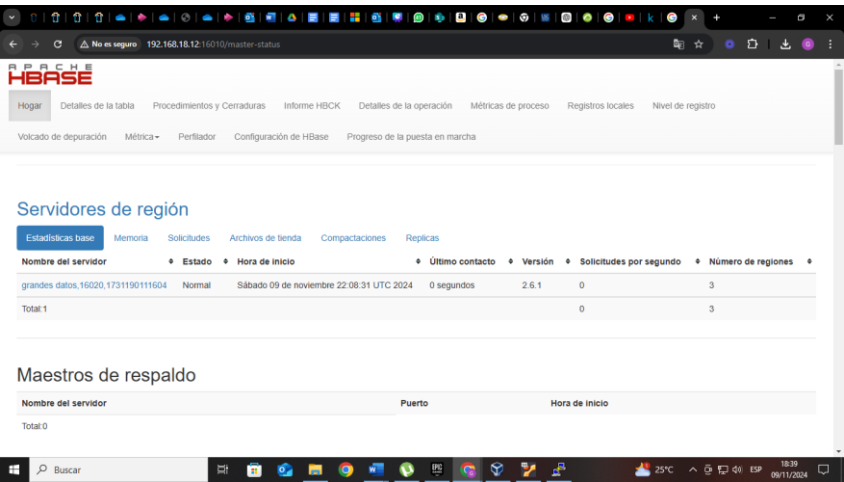 No es seguro 192.168.18.12:16010/master-status
APACHE
HBASE
Hogar Detalles de la tabla Procedimientos y Cerraduras Informe HBCK Detalles de la operación Métricas de proceso Registros locales Nivel de registro
Volcado de depuración Métrica Perfilador Configuración de HBase Progreso de la puesta en marcha
Servidores de región
Estadísticas base Memoria Solicitudes Archivos de tienda Compactaciones Replicas
Nombre del servidor Estado Hora de inicio Último contacto Versión Solicitudes por segundo Número de regiones
grandes datos,16020,1731190111604 Normal Sábado 09 de noviembre 22:08:31 UTC 2024 0 segundos 2.6.1 0 3
Total:1 0 3
Maestros de respaldo
Nombre del servidor Puerto Hora de inicio
Total:0
Buscar 25°C ESP 18:39
09/11/2024